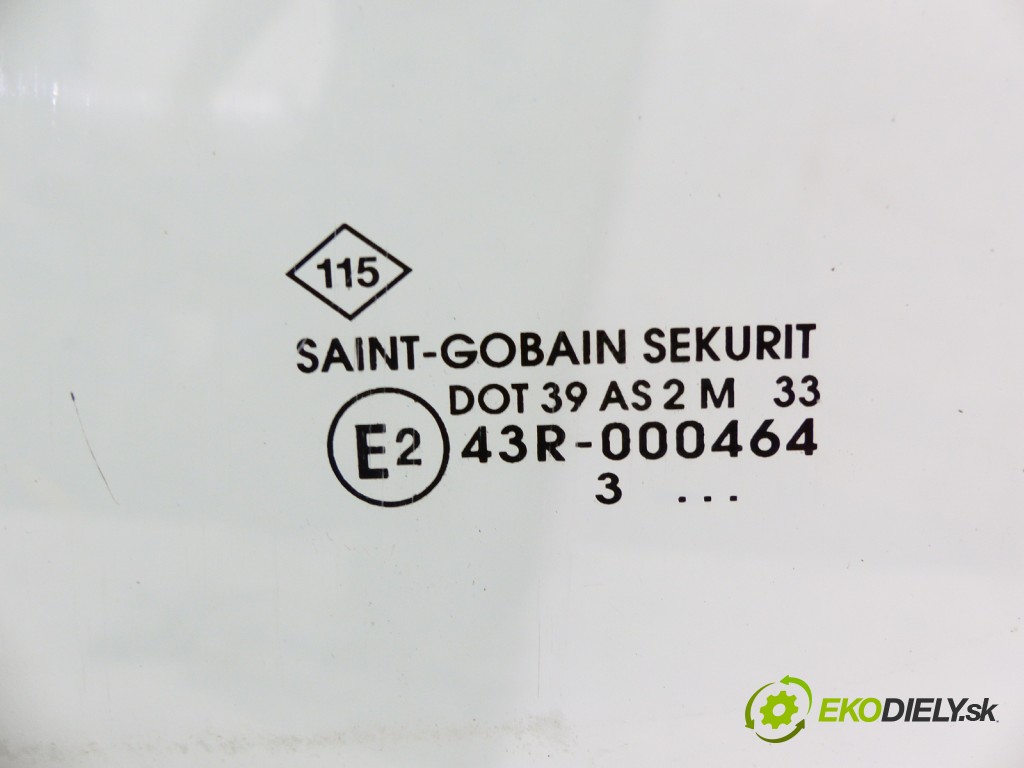 115
SAINT-GOBAIN SEKURIT
DOT 39 AS 2 M 33
E2 43R-000464
3 ...
EKODIELY.sk